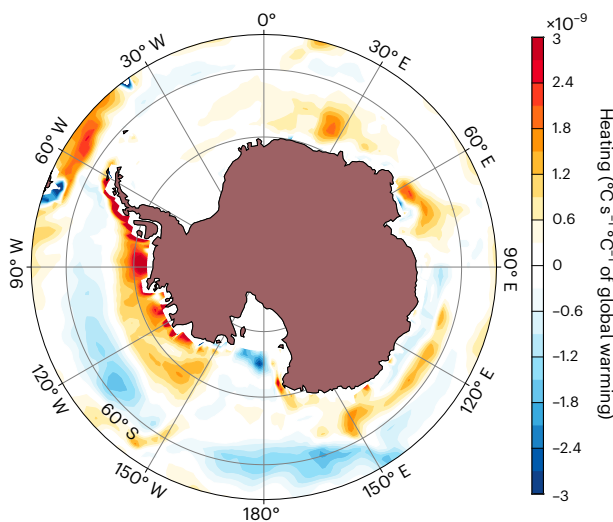 ×10⁻⁹
0°
30° W
30° E
60° W
60° E
90° W
90° E
120° W
120° E
60° S
150° W
150° E
180°
3
2.4
1.8
1.2
0.6
0
−0.6
−1.2
−1.8
−2.4
−3
Heating (°C s⁻¹ °C⁻¹ of global warming)